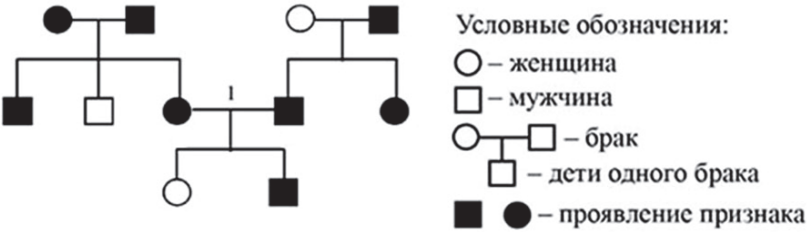 Условные обозначения:
– женщина
– мужчина
– брак
– дети одного брака
– проявление признака
1